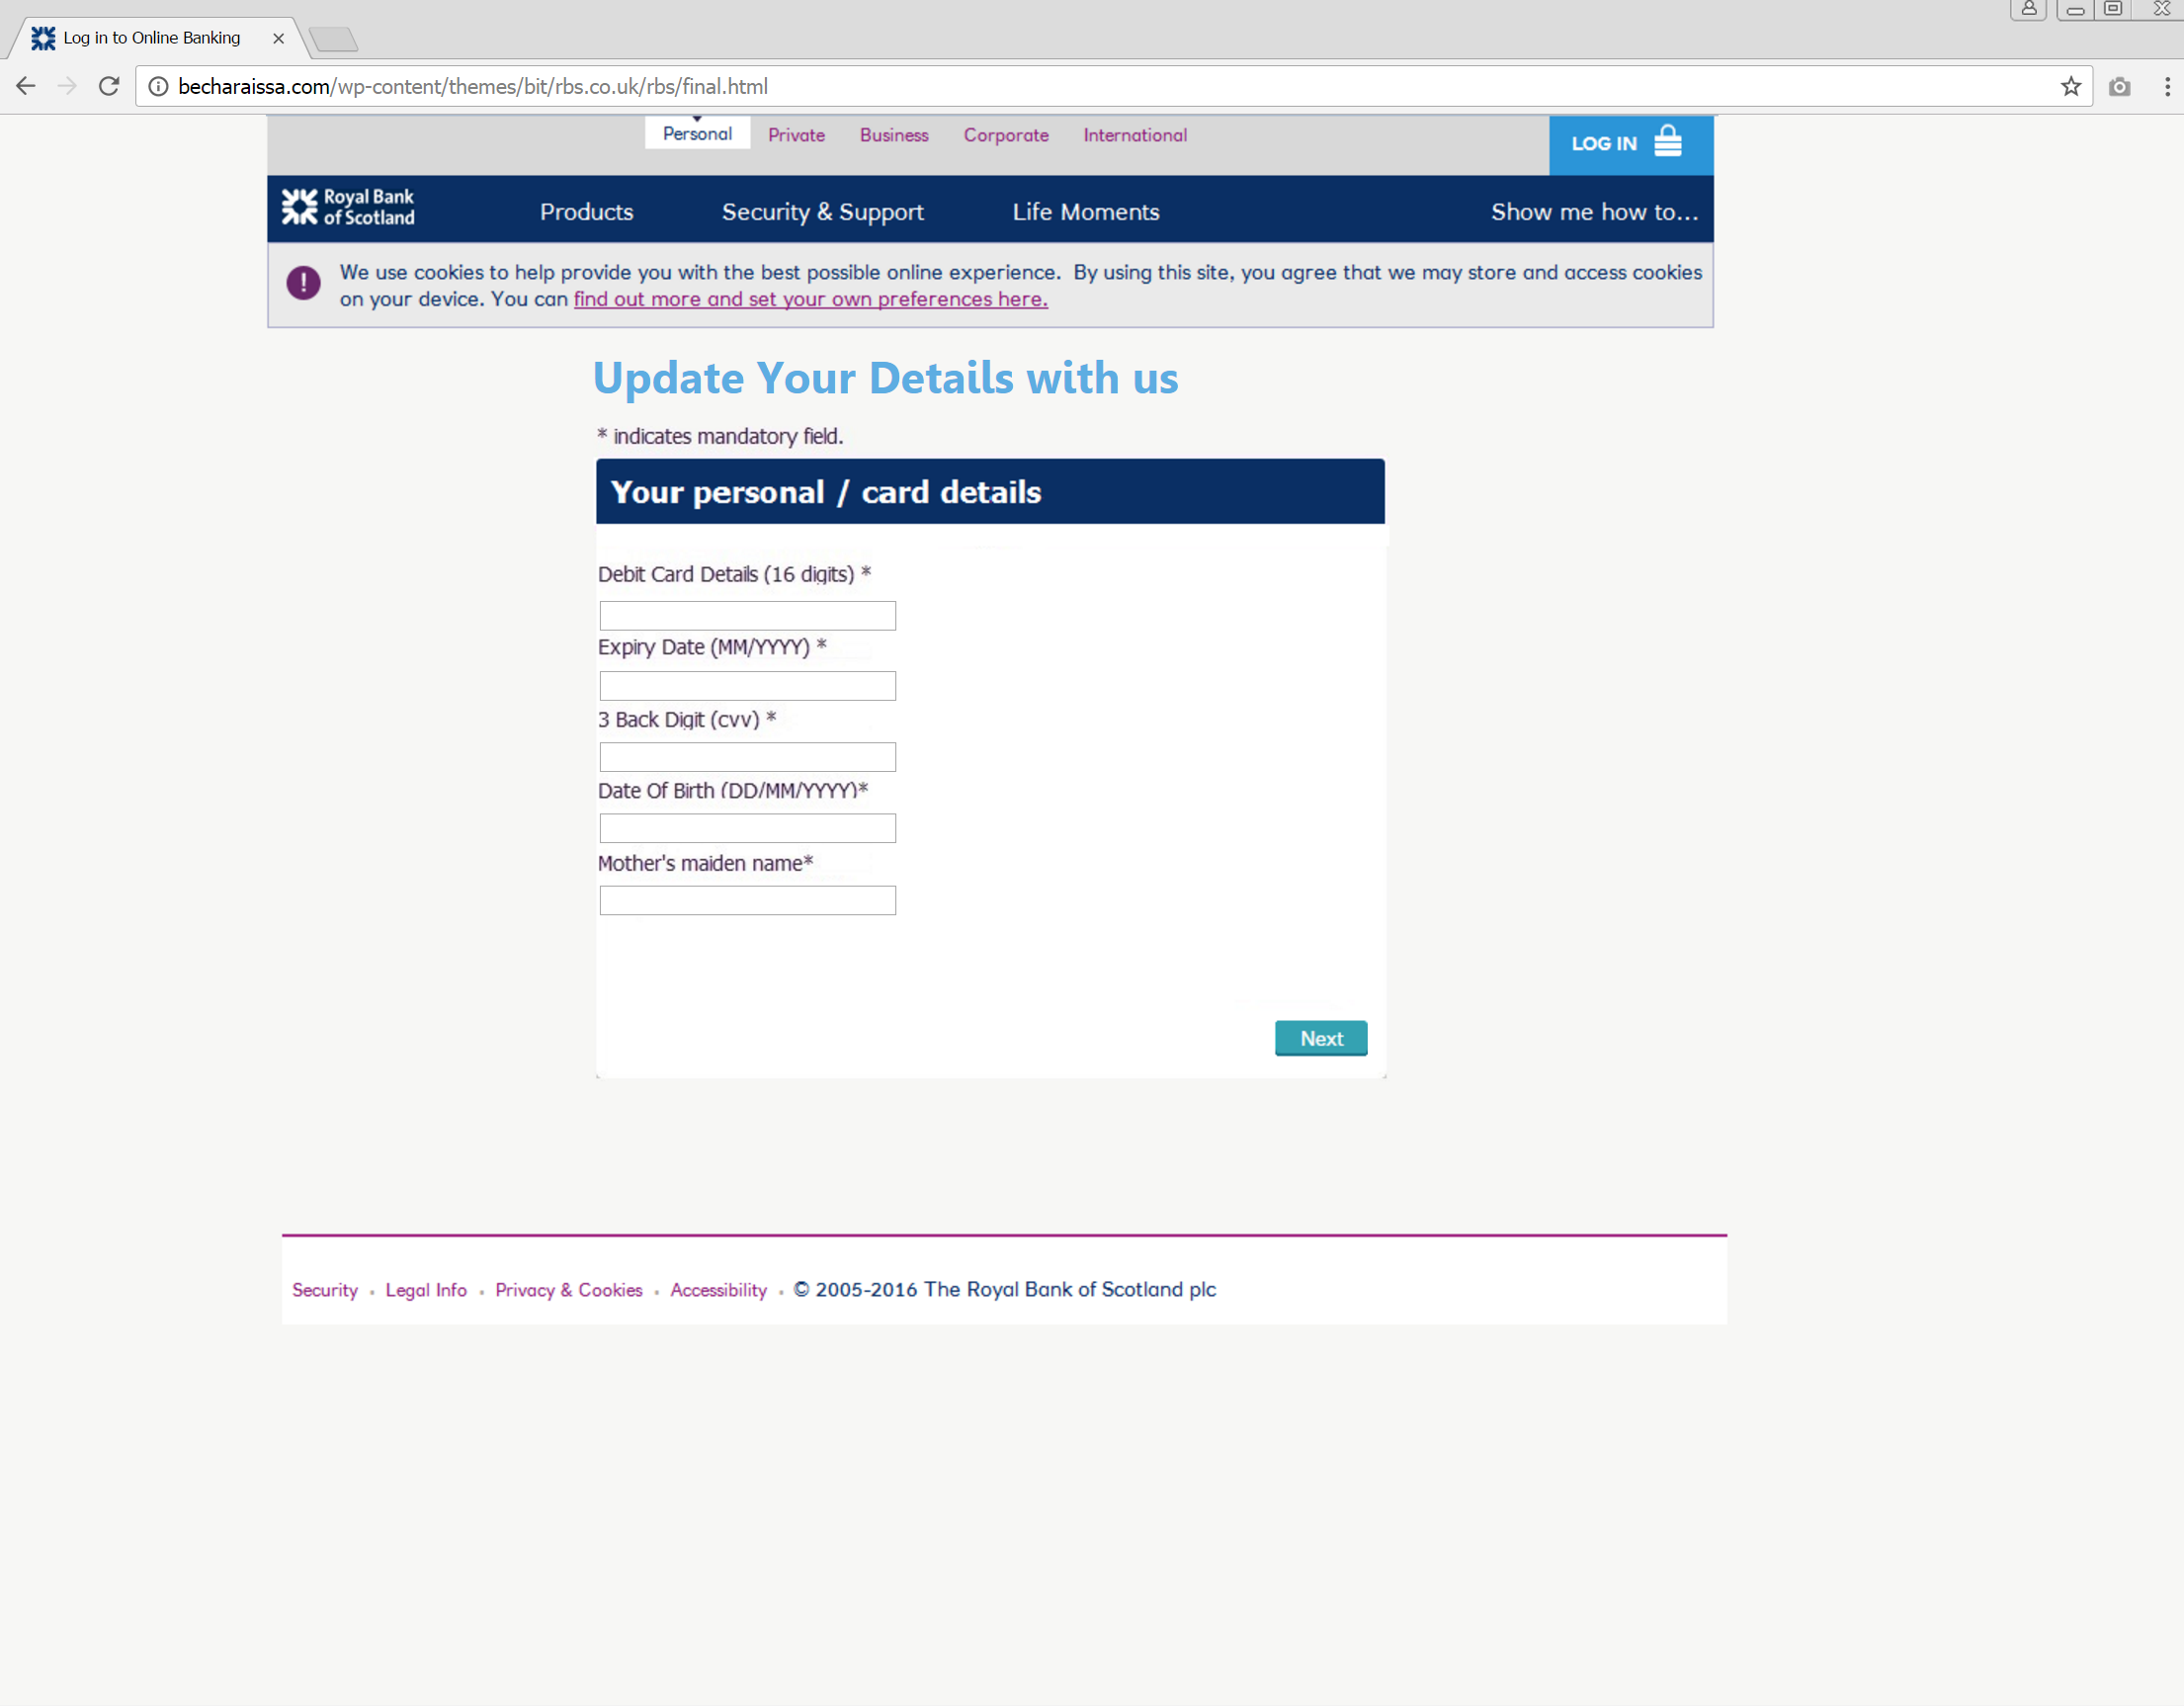 Log in to Online Banking
becharaissa.com/wp-content/themes/bit/rbs.co.uk/rbs/final.html
Personal Private Business Corporate International
LOG IN
Royal Bank
of Scotland
Products Security & Support Life Moments Show me how to...
! We use cookies to help provide you with the best possible online experience. By using this site, you agree that we may store and access cookies
on your device. You can find out more and set your own preferences here.
Update Your Details with us
* indicates mandatory field.
Your personal / card details
Debit Card Details (16 digits) *
Expiry Date (MM/YYYY) *
3 Back Digit (cvv) *
Date Of Birth (DD/MM/YYYY)*
Mother's maiden name*
Next
Security • Legal Info • Privacy & Cookies • Accessibility • © 2005-2016 The Royal Bank of Scotland plc